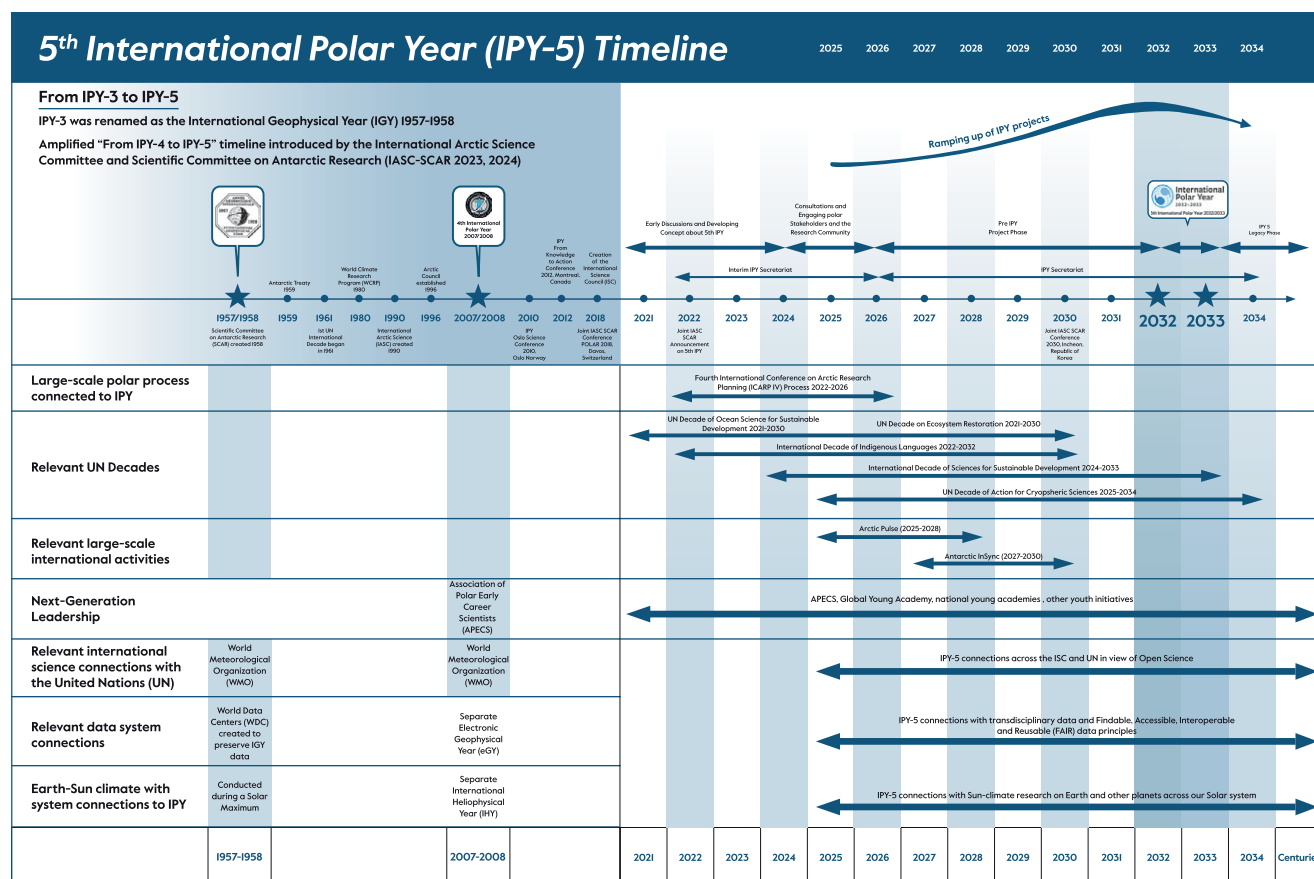 5th International Polar Year (IPY-5) Timeline
2025 2026 2027 2028 2029 2030 2031 2032 2033 2034
From IPY-3 to IPY-5
IPY-3 was renamed as the International Geophysical Year (IGY) 1957-1958
Amplified “From IPY-4 to IPY-5” timeline introduced by the International Arctic Science
Committee and Scientific Committee on Antarctic Research (IASC-SCAR 2023, 2024)
Ramping up of IPY projects
1957
1958
4th International
Polar Year
2007/2008
International
Polar Year
2032-2033
5th International Polar Year 2032/2033
Early Discussions and Developing
Concept about 5th IPY
Consultations and
Engaging polar
Stakeholders and the
Research Community
Pre IPY
Project Phase
IPY 5
Legacy Phase
Interim IPY Secretariat
IPY Secretariat
Antarctic Treaty
1959
World Climate
Research
Program (WCRP)
1980
Arctic
Council
established
1996
IPY
From
Knowledge
to Action
Conference
2012, Montreal,
Canada
Creation
of the
International
Science
Council (ISC)
1957/1958 1959 1961 1980 1990 1996 2007/2008 2010 2012 2018 2021 2022 2023 2024 2025 2026 2027 2028 2029 2030 2031 2032 2033 2034
Scientific Committee
on Antarctic Research
(SCAR) created 1958
Ist UN
International
Decade began
in 1961
International
Arctic Science
(IASC) created
1990
IPY
Oslo Science
Conference
2010,
Oslo Norway
Joint IASC SCAR
Conference
POLAR 2018,
Davos,
Switzerland
Joint IASC
SCAR
Announcement
on 5th IPY
Joint IASC SCAR
Conference
2030, Incheon,
Republic of
Korea
Large-scale polar process
connected to IPY
Fourth International Conference on Arctic Research
Planning (ICARP IV) Process 2022-2026
Relevant UN Decades
UN Decade of Ocean Science for Sustainable
Development 2021-2030
UN Decade on Ecosystem Restoration 2021-2030
International Decade of Indigenous Languages 2022-2032
International Decade of Sciences for Sustainable Development 2024-2033
UN Decade of Action for Cryopsheric Sciences 2025-2034
Relevant large-scale
international activities
Arctic Pulse (2025-2028)
Antarctic InSync (2027-2030)
Next-Generation
Leadership
Association of
Polar Early
Career
Scientists
(APECS)
APECS, Global Young Academy, national young academies , other youth initiatives
Relevant international
science connections with
the United Nations (UN)
World
Meteorological
Organization
(WMO)
World
Meteorological
Organization
(WMO)
IPY-5 connections across the ISC and UN in view of Open Science
Relevant data system
connections
World Data
Centers (WDC)
created to
preserve IGY
data
Separate
Electronic
Geophysical
Year (eGY)
IPY-5 connections with transdisciplinary data and Findable, Accessible, Interoperable
and Reusable (FAIR) data principles
Earth-Sun climate with
system connections to IPY
Conducted
during a Solar
Maximum
Separate
International
Heliophysical
Year (IHY)
IPY-5 connections with Sun-climate research on Earth and other planets across our Solar system
1957-1958 2007-2008 2021 2022 2023 2024 2025 2026 2027 2028 2029 2030 2031 2032 2033 2034 Centurie